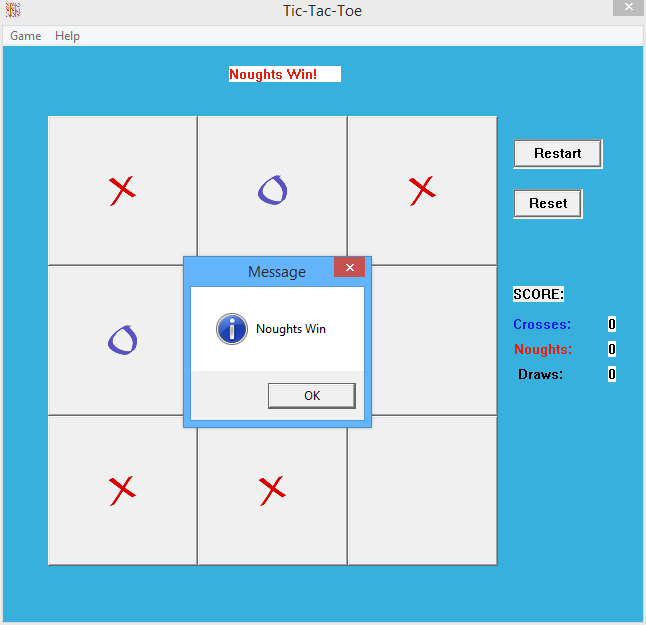 Tic-Tac-Toe
Game Help
Noughts Win!
Restart
Reset
Message
Noughts Win
OK
SCORE:
Crosses: 0
Noughts: 0
Draws: 0